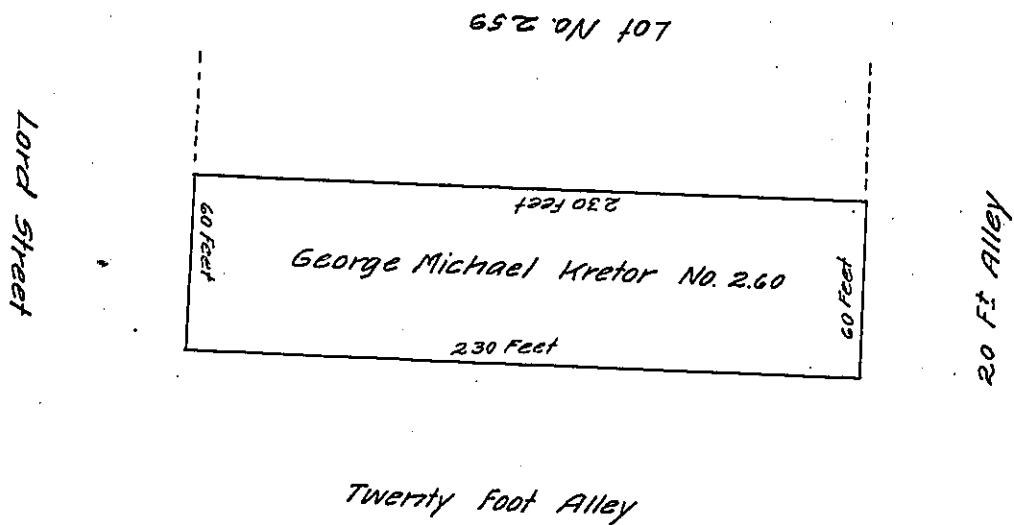 Lot No. 259
Lord Street
230 Feet
60 Feet
George Michael Kretor No. 260
60 Feet
230 Feet
20 Ft Alley
Twenty Foot Alley